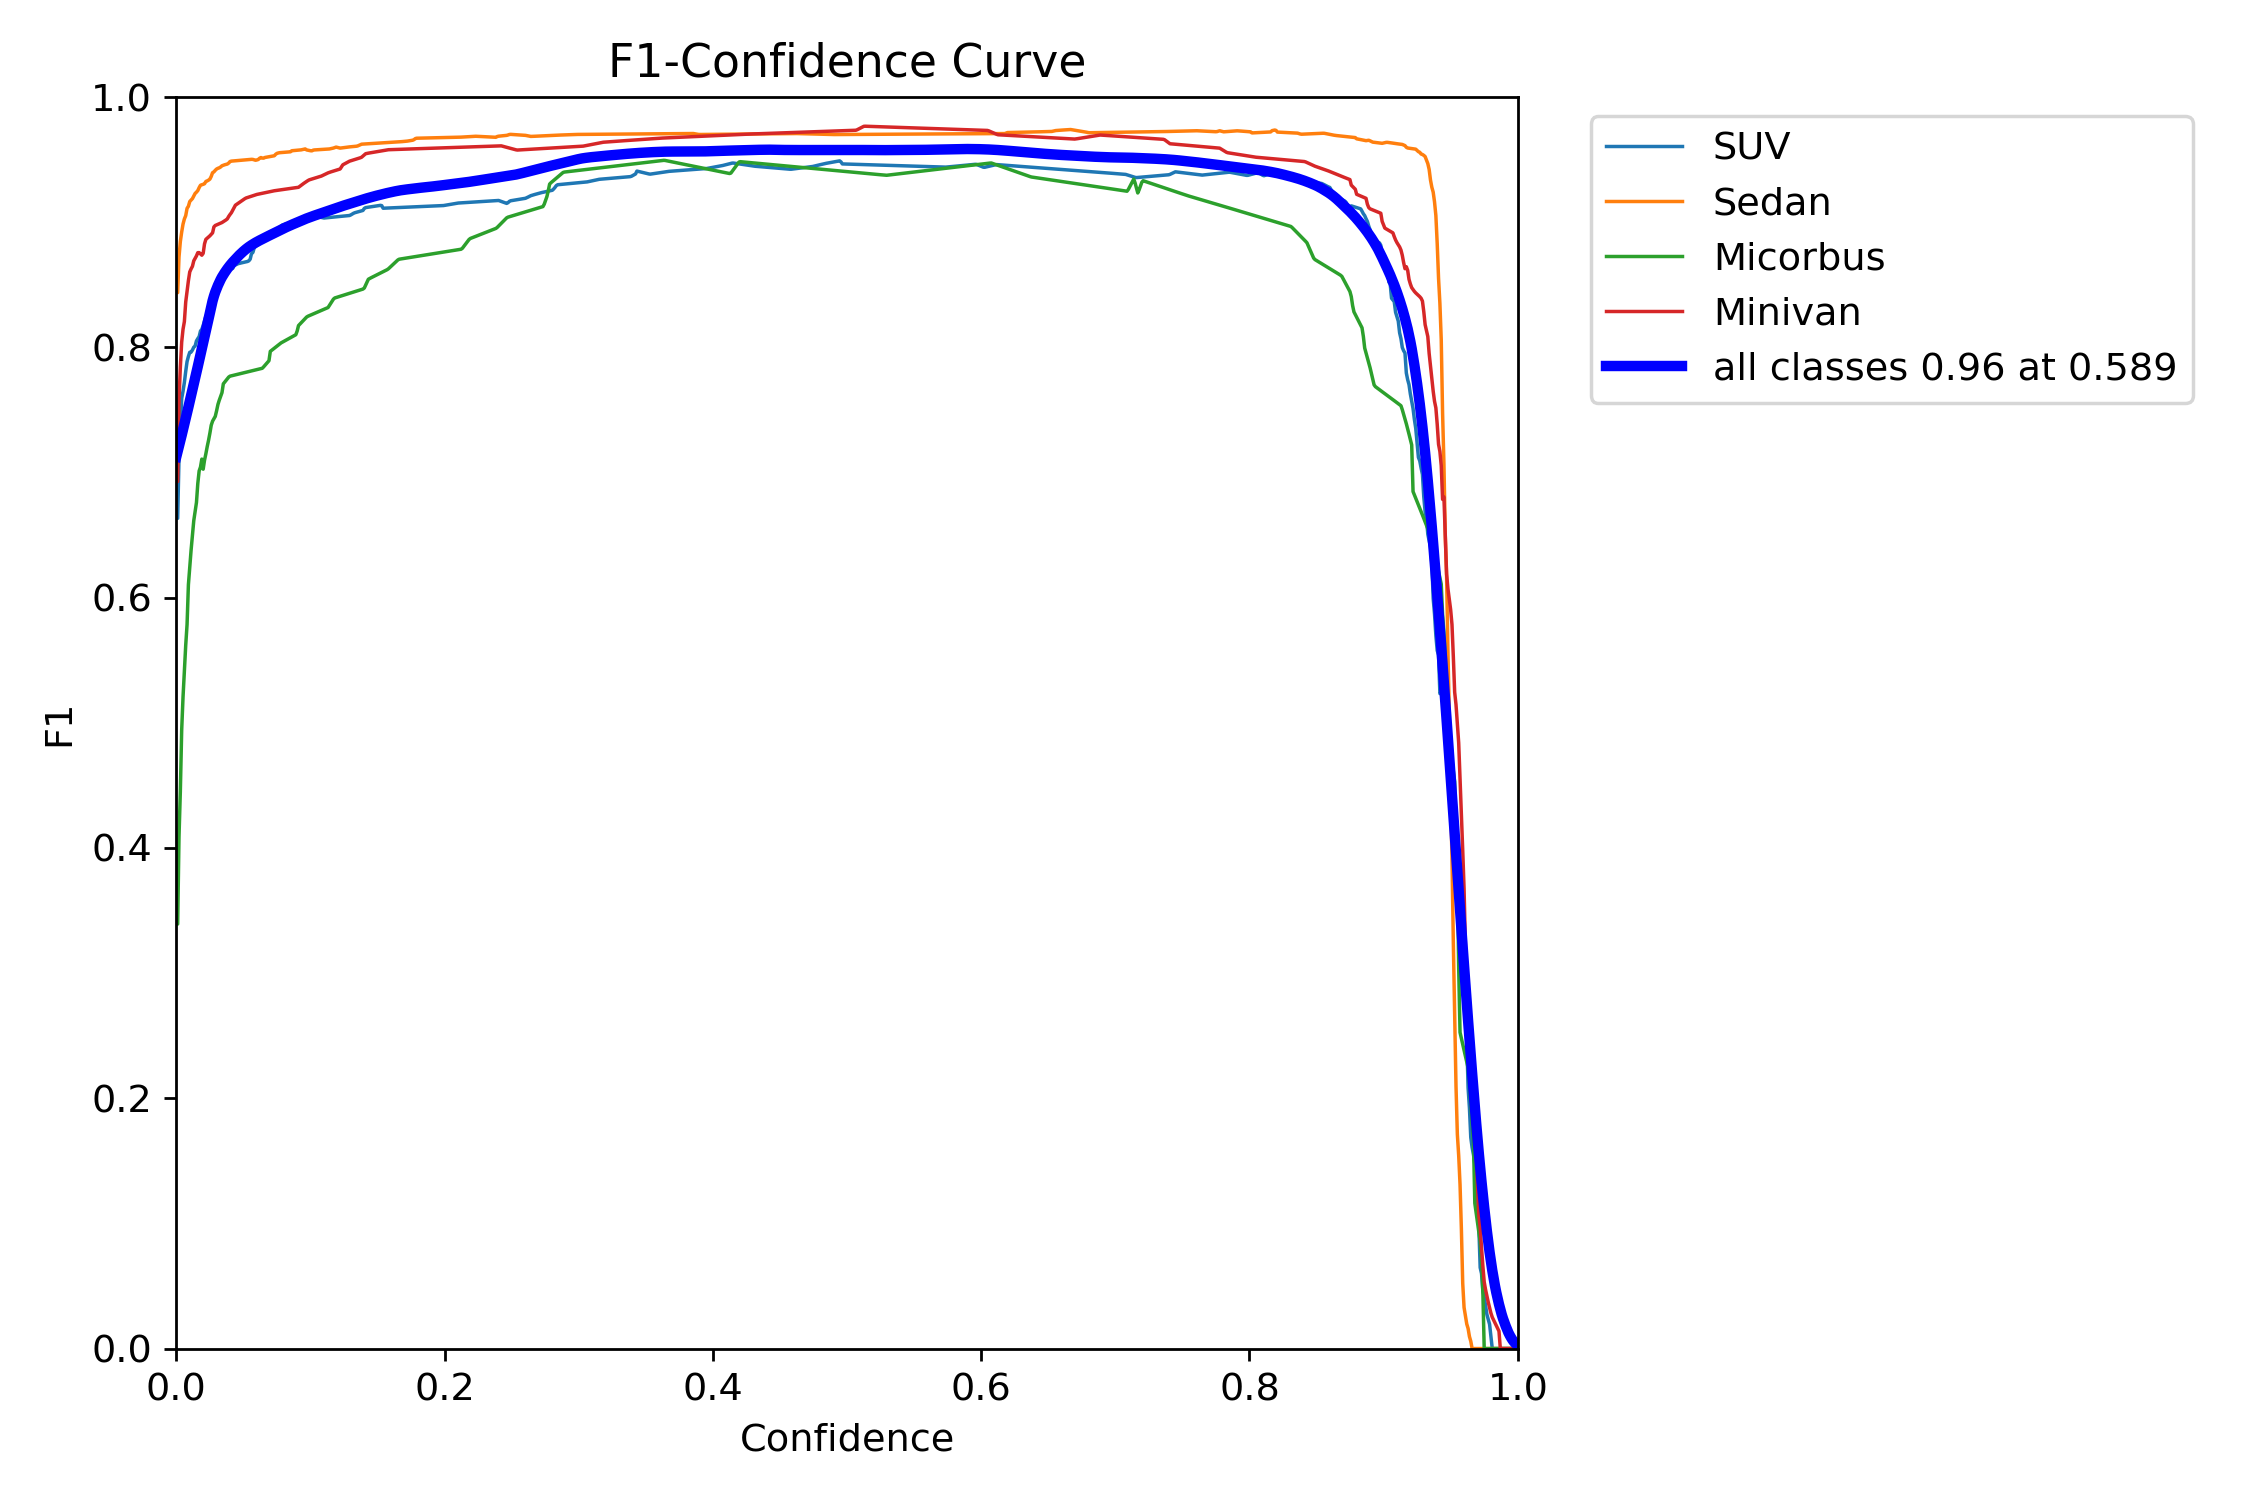 F1-Confidence Curve
1.0
0.8
0.6
0.4
0.2
0.0
F1
0.0 0.2 0.4 0.6 0.8 1.0
Confidence
SUV
Sedan
Micorbus
Minivan
all classes 0.96 at 0.589